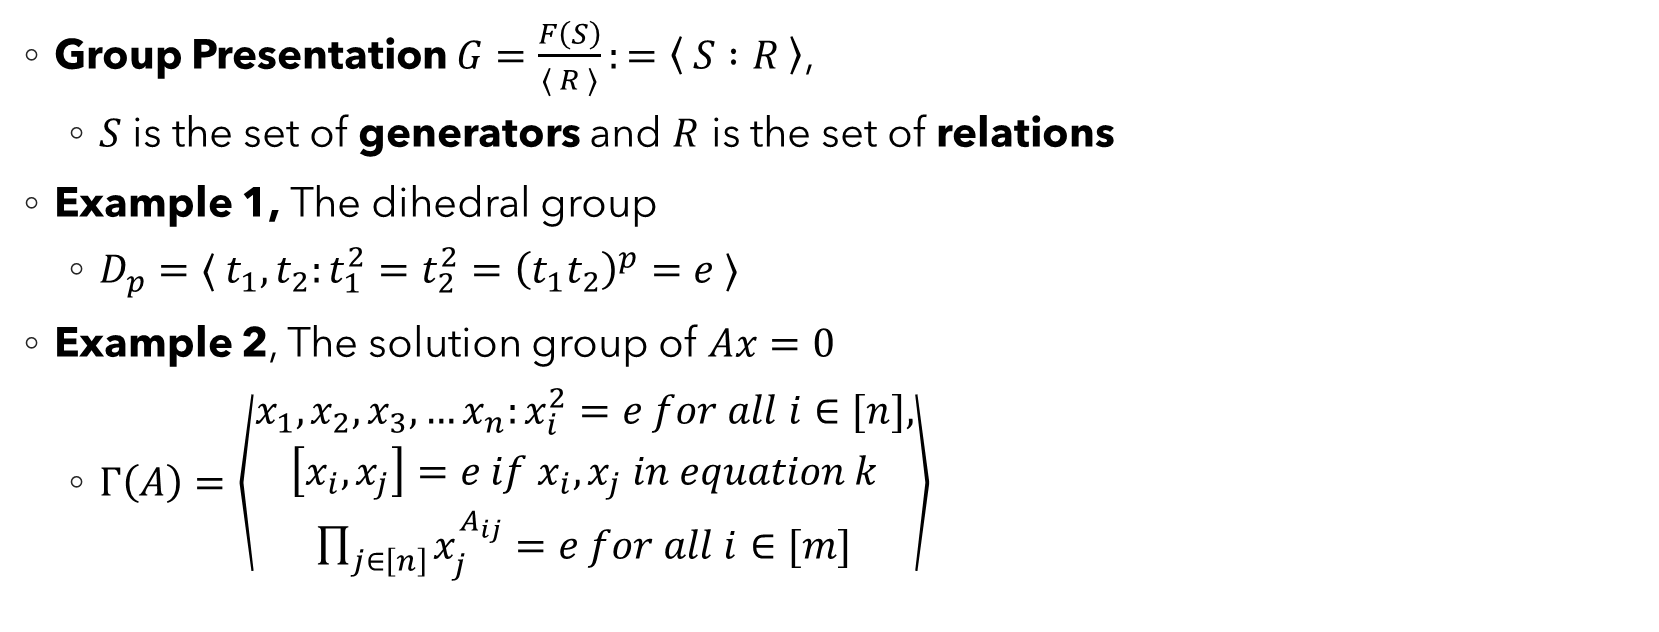 ◦ Group Presentation G = F(S)/⟨ R ⟩ := ⟨ S : R ⟩,
◦ S is the set of generators and R is the set of relations
◦ Example 1, The dihedral group
◦ D_p = ⟨ t_1, t_2: t_1^2 = t_2^2 = (t_1t_2)^p = e ⟩
◦ Example 2, The solution group of Ax = 0
◦ Γ(A) = ⟨ x_1, x_2, x_3, … x_n: x_i^2 = e for all i ∈ [n],
[x_i, x_j] = e if x_i, x_j in equation k
∏_{j∈[n]} x_j^{A_{ij}} = e for all i ∈ [m] ⟩